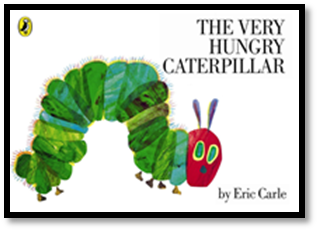 THE VERY
HUNGRY
CATERPILLAR
by Eric Carle